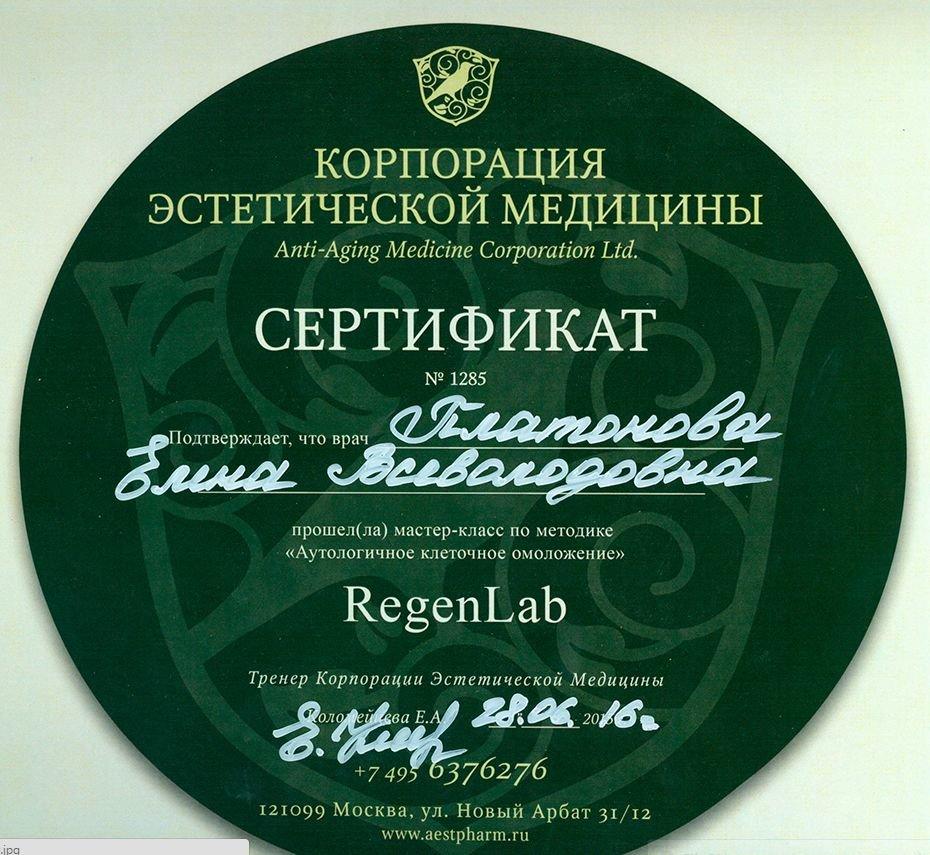 КОРПОРАЦИЯ
ЭСТЕТИЧЕСКОЙ МЕДИЦИНЫ
Anti-Aging Medicine Corporation Ltd.
СЕРТИФИКАТ
№ 1285
Подтверждает, что врач Платонова
Елена Всеволодовна
прошел(ла) мастер-класс по методике
«Аутологичное клеточное омоложение»
RegenLab
Тренер Корпорации Эстетической Медицины
Е.А. 28.06. 16г.
+7 495 6376276
121099 Москва, ул. Новый Арбат 31/12
www.aestpharm.ru
.jpg